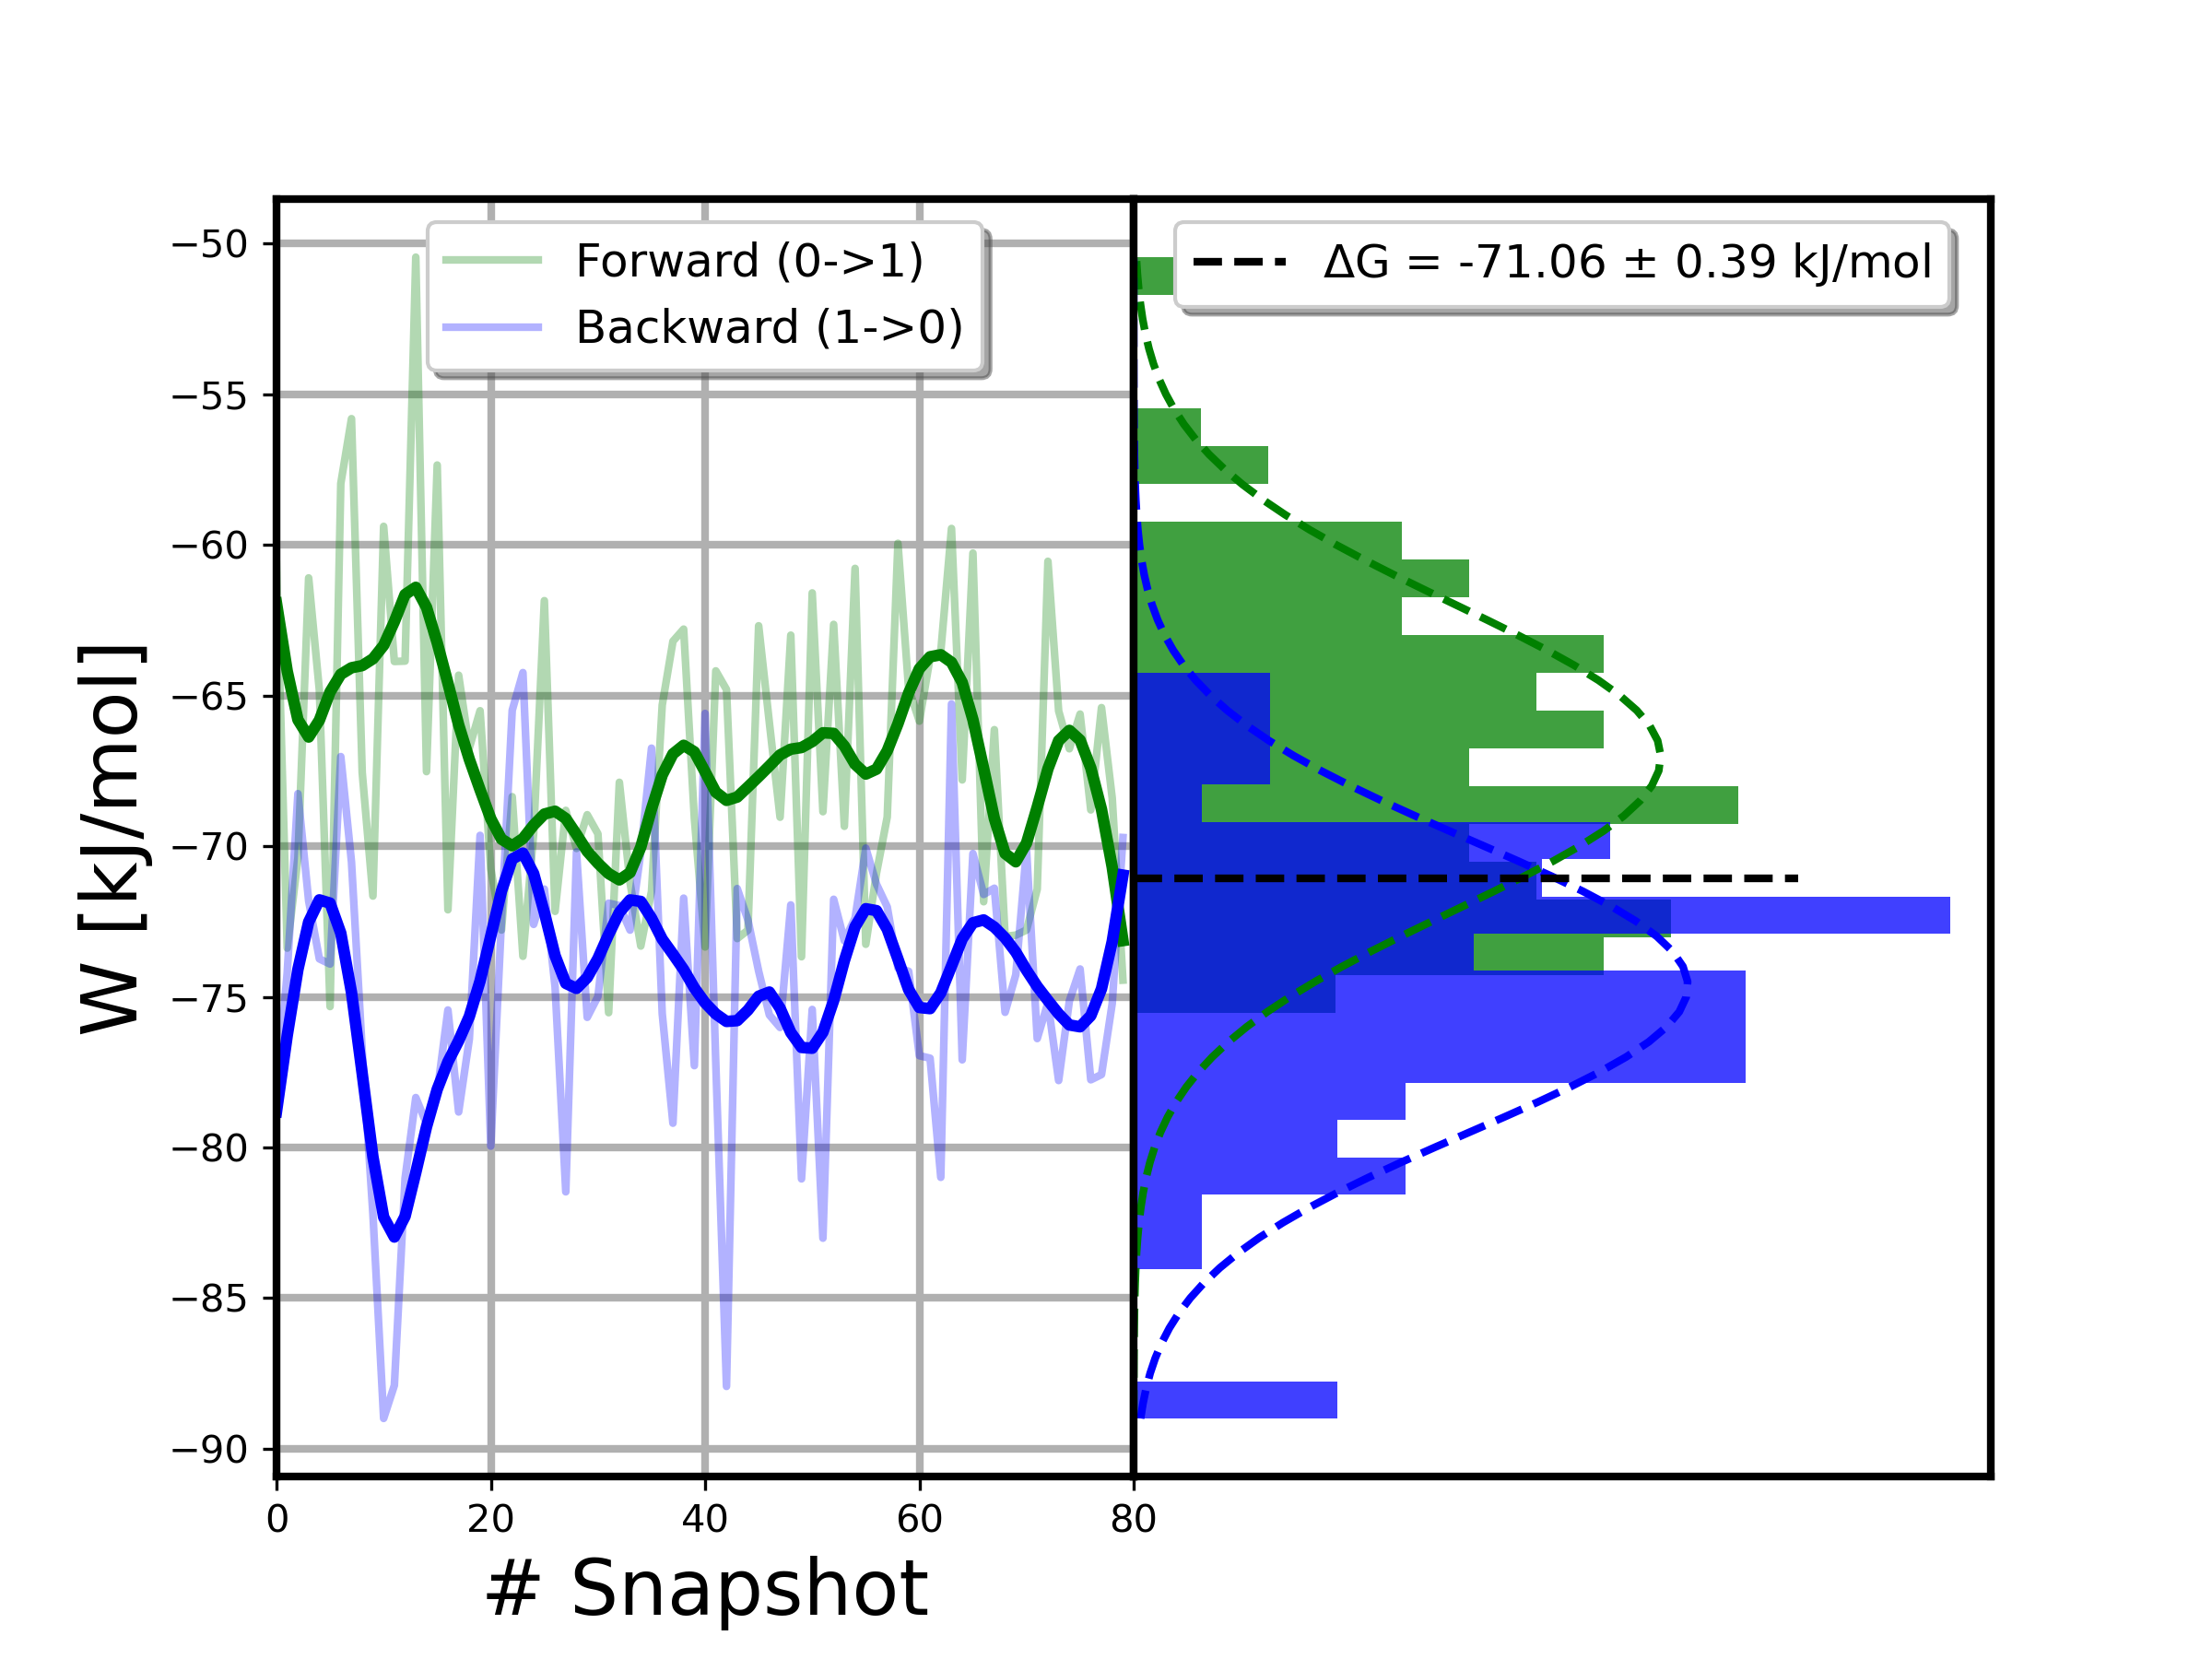 Forward (0->1)
Backward (1->0)
ΔG = -71.06 ± 0.39 kJ/mol
W [kJ/mol]
−50
−55
−60
−65
−70
−75
−80
−85
−90
0 20 40 60 80
# Snapshot